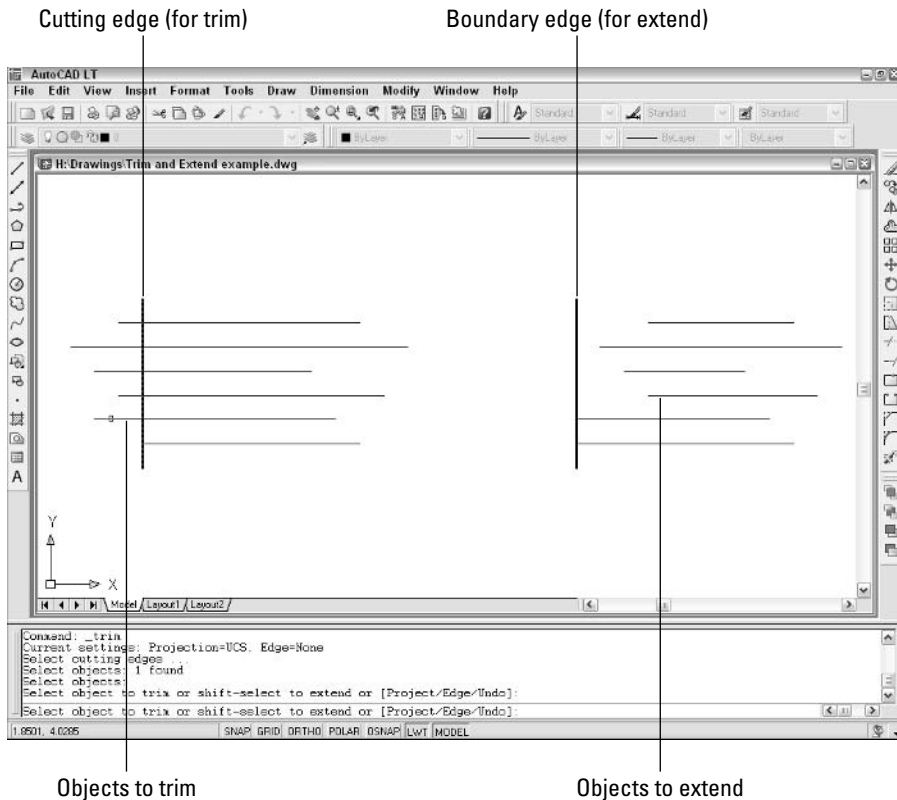 Cutting edge (for trim)
Boundary edge (for extend)
AutoCAD LT
File Edit View Insert Format Tools Draw Dimension Modify Window Help
Standard
Standard
Standard
ByLayer
ByLayer
ByLayer
ByLayer
H:\Drawings\Trim and Extend example.dwg
A
Y
X
Model Layout1 Layout2
Command: _trim
Current settings: Projection=UCS, Edge=None
Select cutting edges ...
Select objects: 1 found
Select objects:
Select object to trim or shift-select to extend or [Project/Edge/Undo]:
Select object to trim or shift-select to extend or [Project/Edge/Undo]:
1.8501, 4.0285
SNAP GRID ORTHO POLAR OSNAP LWT MODEL
Objects to trim
Objects to extend